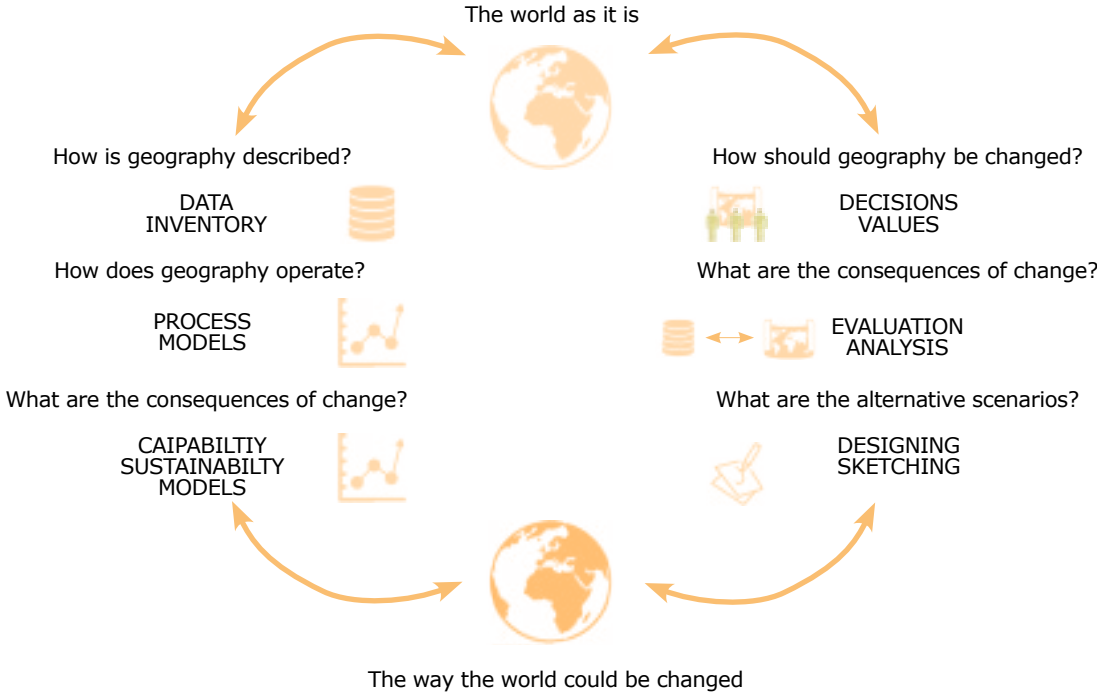 The world as it is
How is geography described?
DATA
INVENTORY
How does geography operate?
PROCESS
MODELS
What are the consequences of change?
CAIPABILTIY
SUSTAINABILTY
MODELS
How should geography be changed?
DECISIONS
VALUES
What are the consequences of change?
EVALUATION
ANALYSIS
What are the alternative scenarios?
DESIGNING
SKETCHING
The way the world could be changed